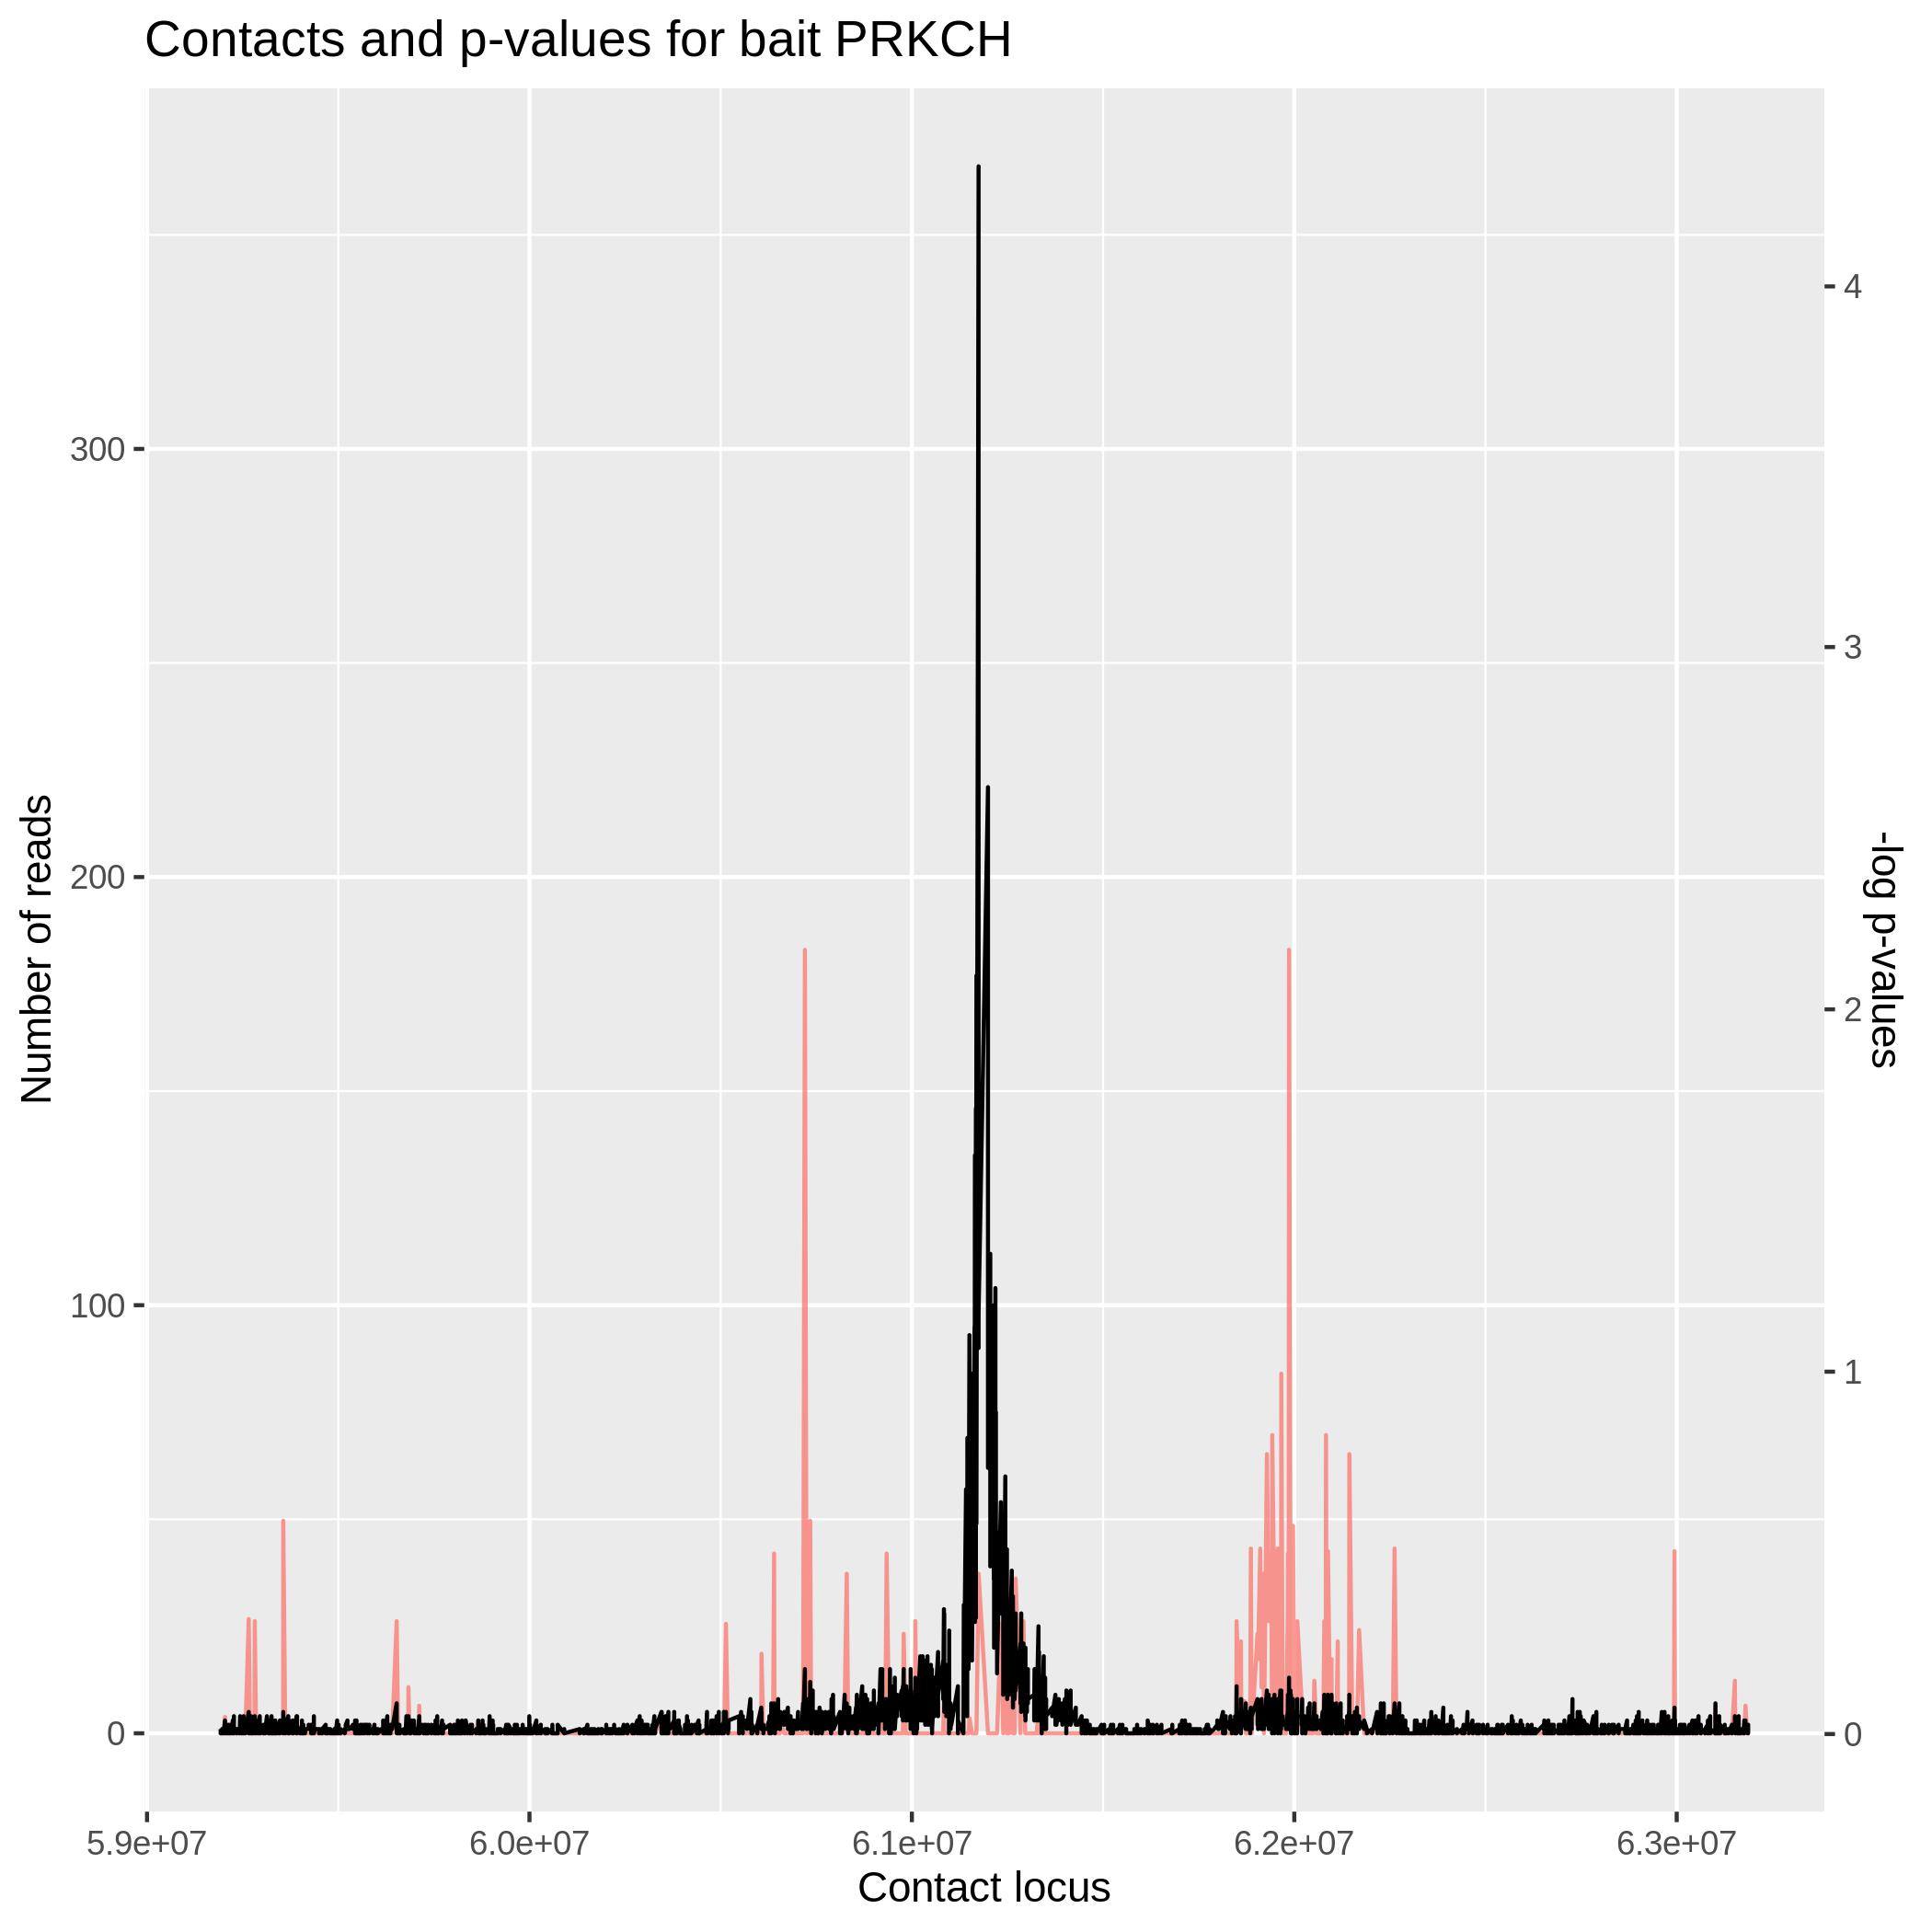 Contacts and p-values for bait PRKCH
Number of reads
300
200
100
0
4
3
2
1
0
-log p-values
5.9e+07
6.0e+07
6.1e+07
6.2e+07
6.3e+07
Contact locus